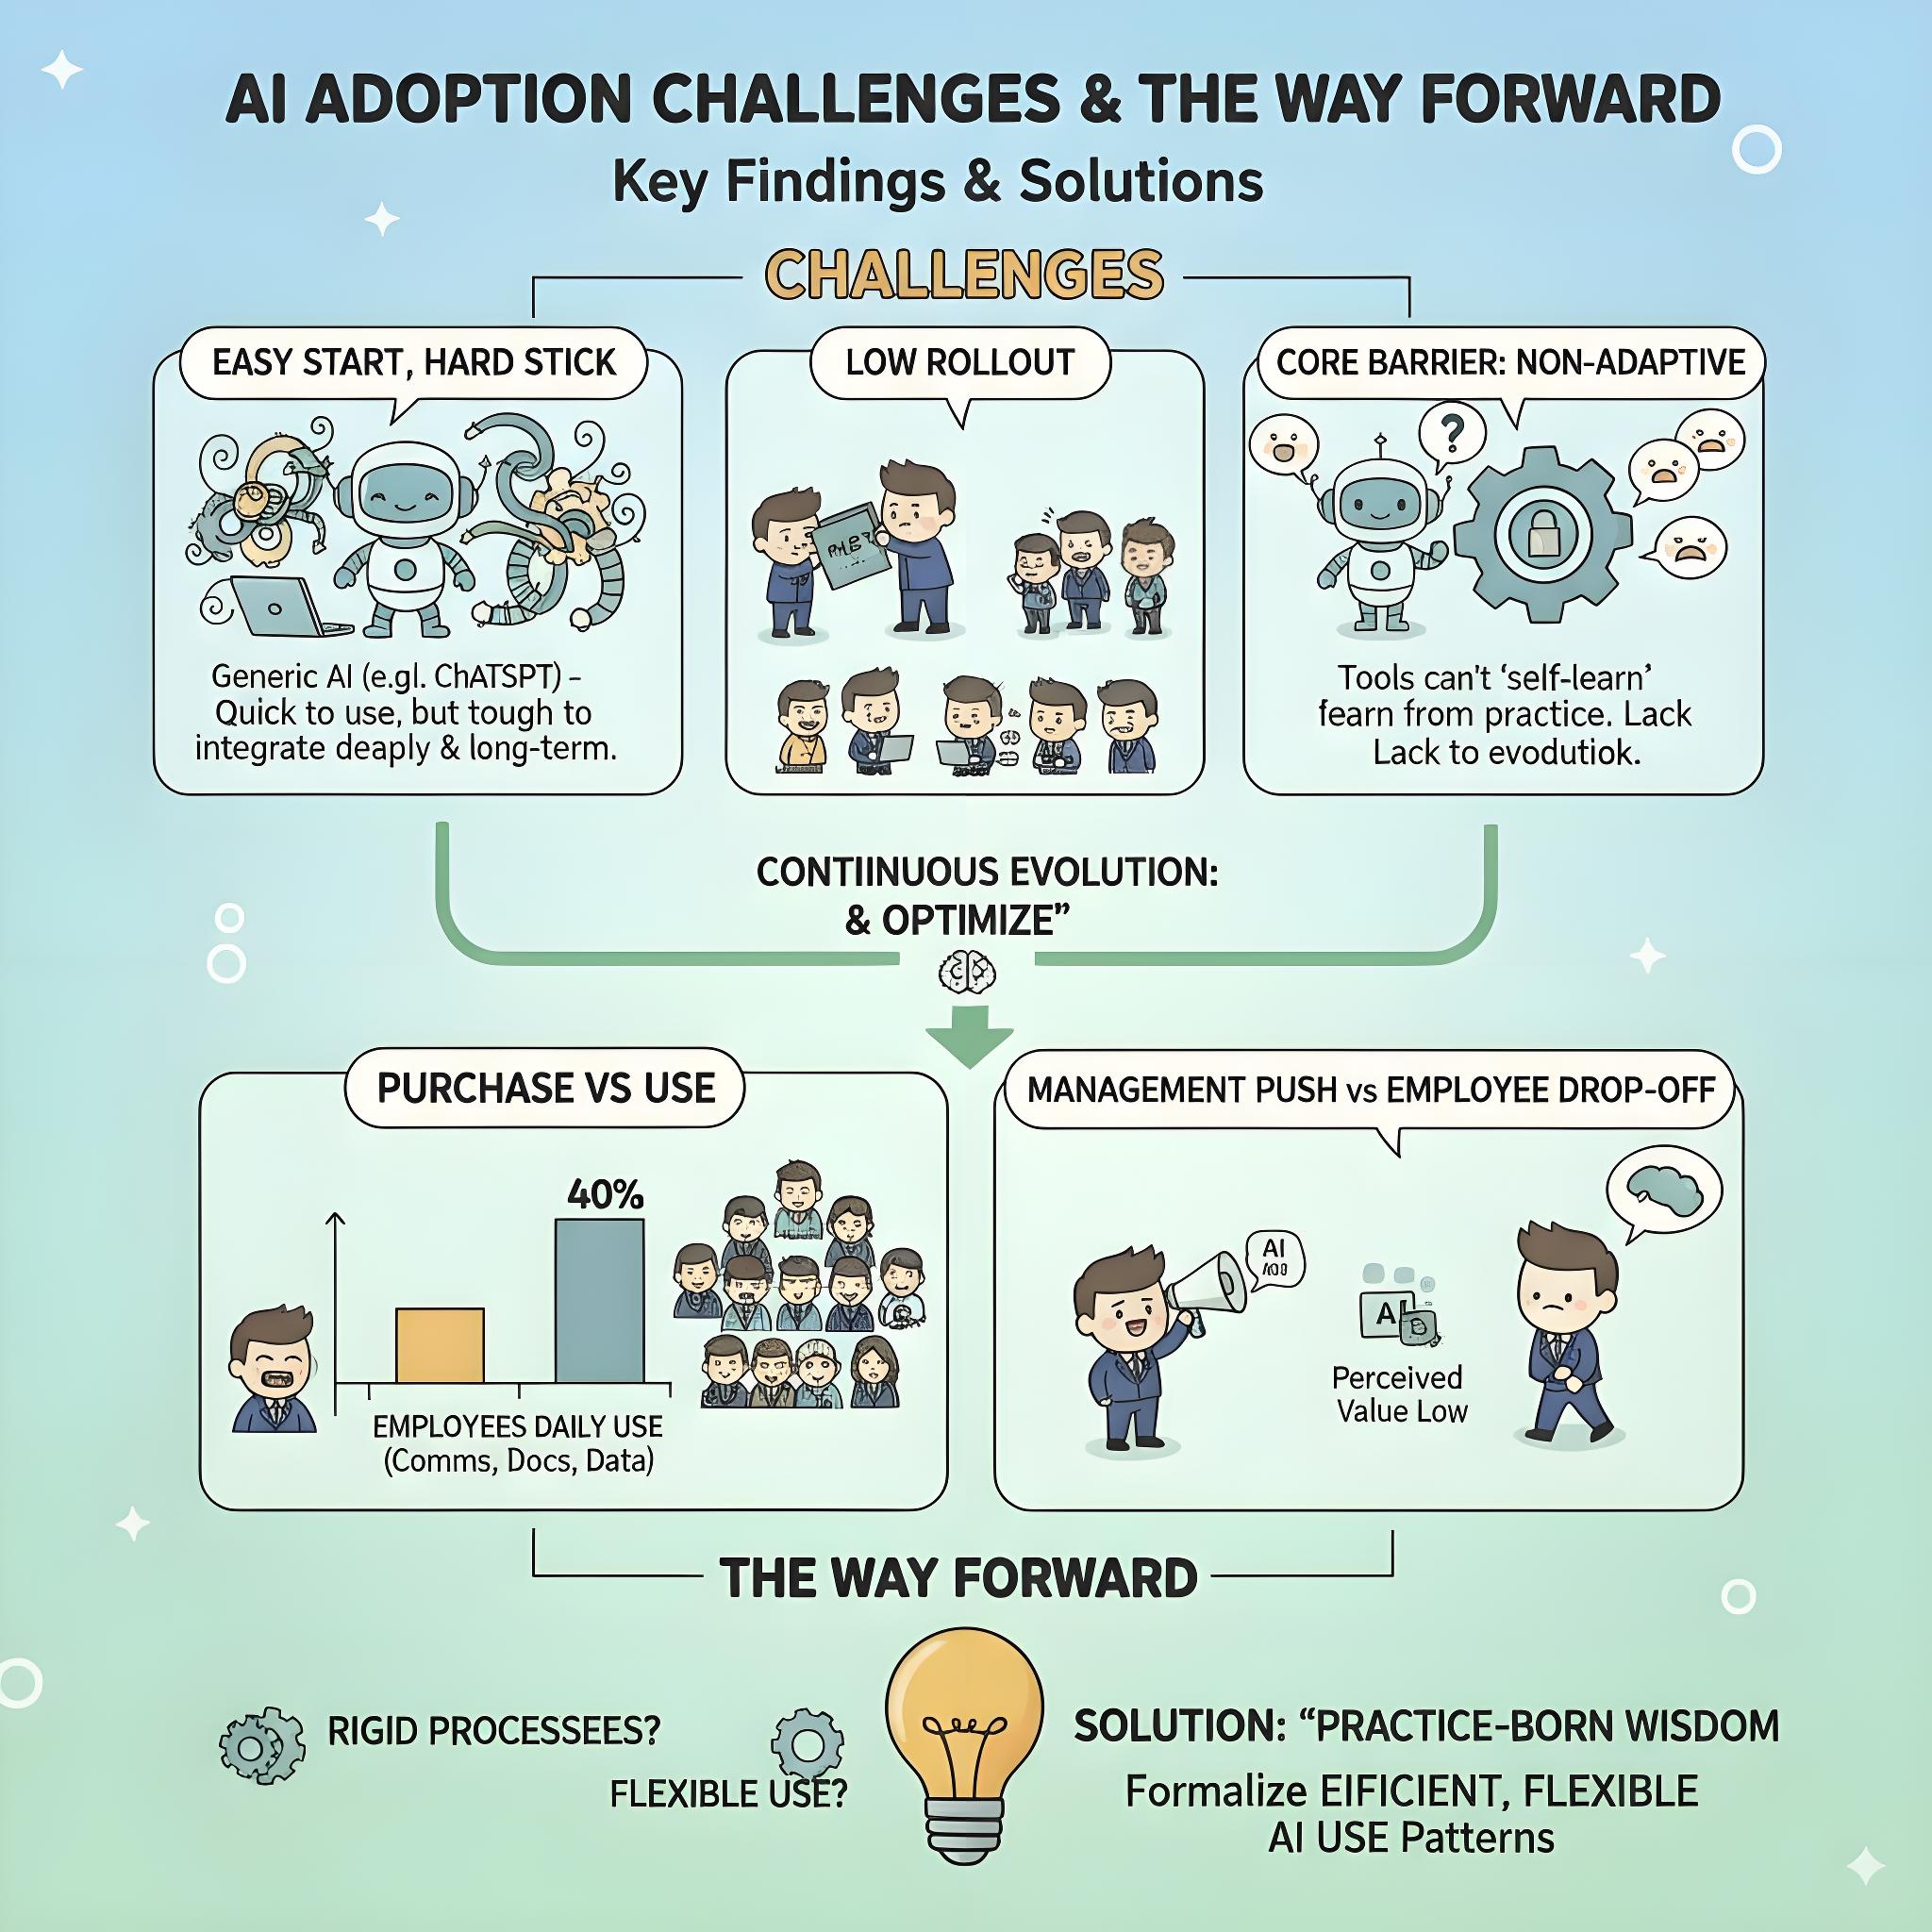 AI ADOPTION CHALLENGES & THE WAY FORWARD
Key Findings & Solutions
CHALLENGES
EASY START, HARD STICK
Generic AI (e.gl. ChATSPT) -
Quick to use, but tough to
integrate deaply & long-term.
LOW ROLLOUT
CORE BARRIER: NON-ADAPTIVE
?
Tools can't ‘self-learn’
fearn from practice. Lack
Lack to evodutiok.
CONTIINUOUS EVOLUTION:
& OPTIMIZE”
PURCHASE VS USE
40%
EMPLOYEES DAILY USE
(Comms, Docs, Data)
MANAGEMENT PUSH vs EMPLOYEE DROP-OFF
AI
AI
Perceived
Value Low
THE WAY FORWARD
RIGID PROCESSEES?
FLEXIBLE USE?
SOLUTION: “PRACTICE-BORN WISDOM
Formalize EIFICIENT, FLEXIBLE
AI USE Patterns